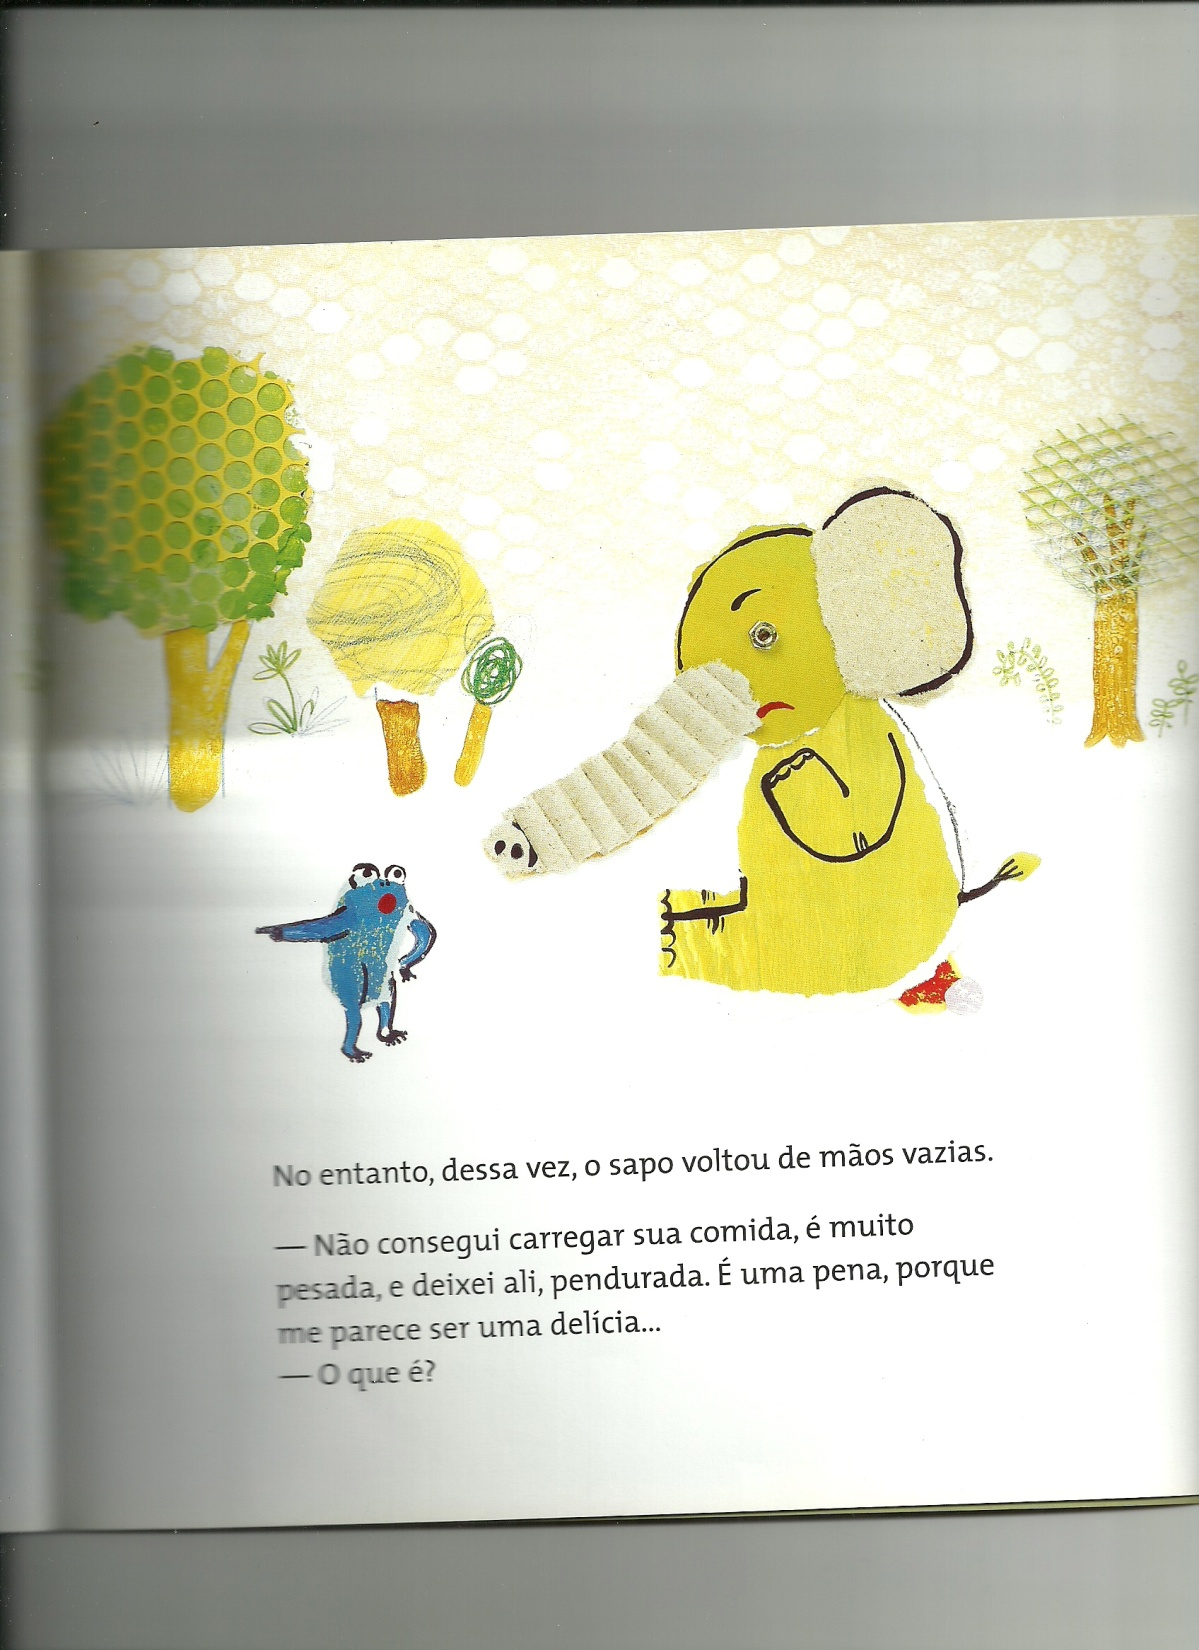 No entanto, dessa vez, o sapo voltou de mãos vazias.
— Não consegui carregar sua comida, é muito
pesada, e deixei ali, pendurada. É uma pena, porque
me parece ser uma delícia...
— O que é?